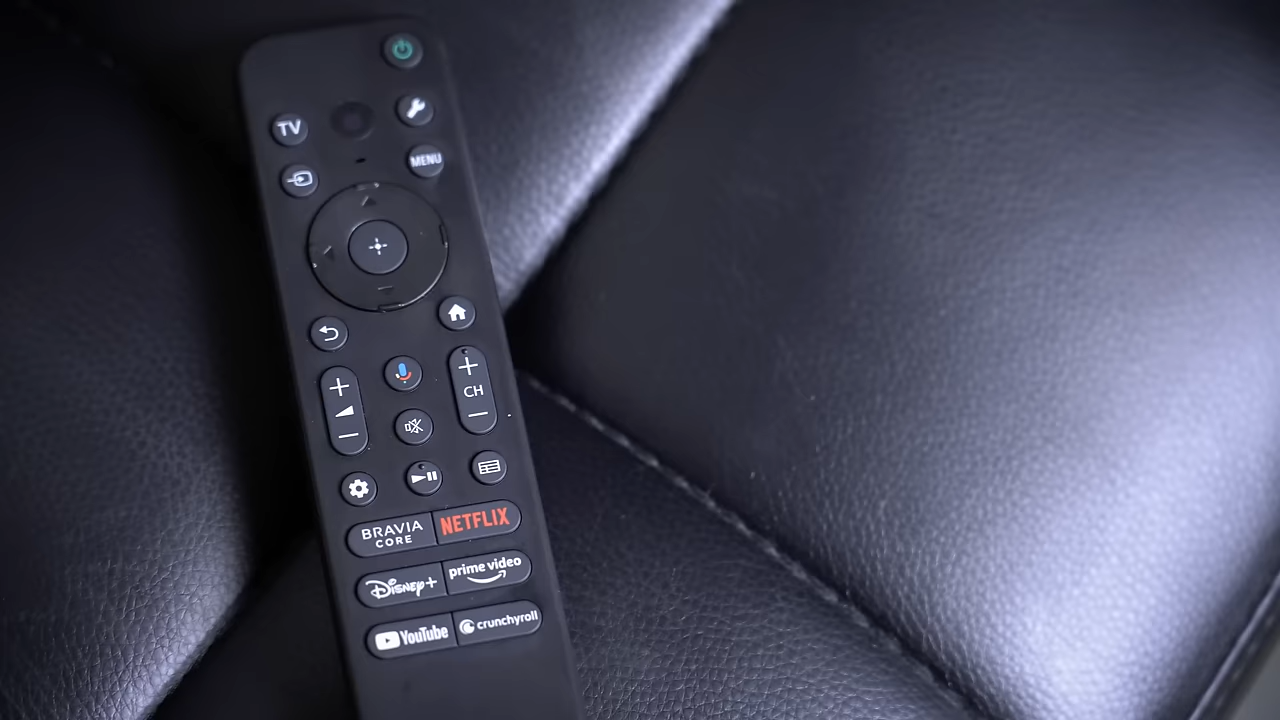 TV
MENU
CH
BRAVIA
CORE
NETFLIX
Disney+
prime video
YouTube
crunchyroll